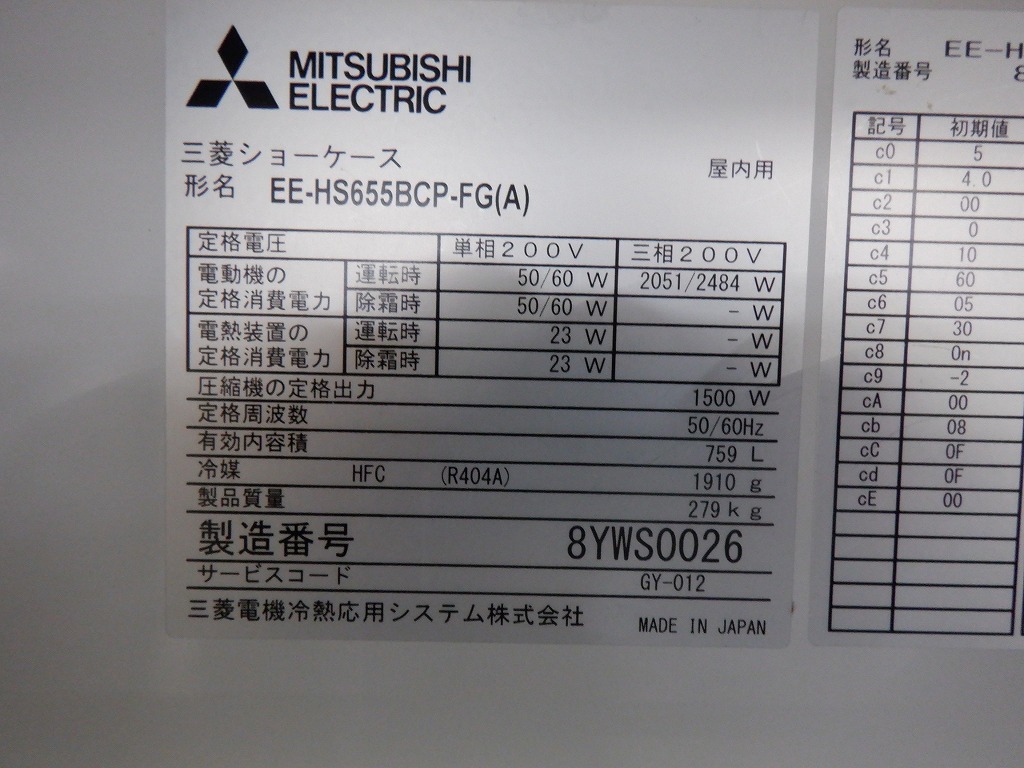 MITSUBISHI
ELECTRIC
三菱ショーケース
屋内用
形名 EE-HS655BCP-FG(A)
定格電圧 単相200V 三相200V
電動機の定格消費電力 運転時 50/60 W 2051/2484 W
除霜時 50/60 W - W
電熱装置の定格消費電力 運転時 23 W - W
除霜時 23 W - W
圧縮機の定格出力 1500 W
定格周波数 50/60Hz
有効内容積 759 L
冷媒 HFC (R404A) 1910 g
製品質量 279kg
製造番号 8YWS0026
サービスコード GY-012
三菱電機冷熱応用システム株式会社 MADE IN JAPAN
形名 EE-H
製造番号 8
記号 初期値
c0 5
c1 4.0
c2 00
c3 0
c4 10
c5 60
c6 05
c7 30
c8 0n
c9 -2
cA 00
cb 08
cC 0F
cd 0F
cE 00